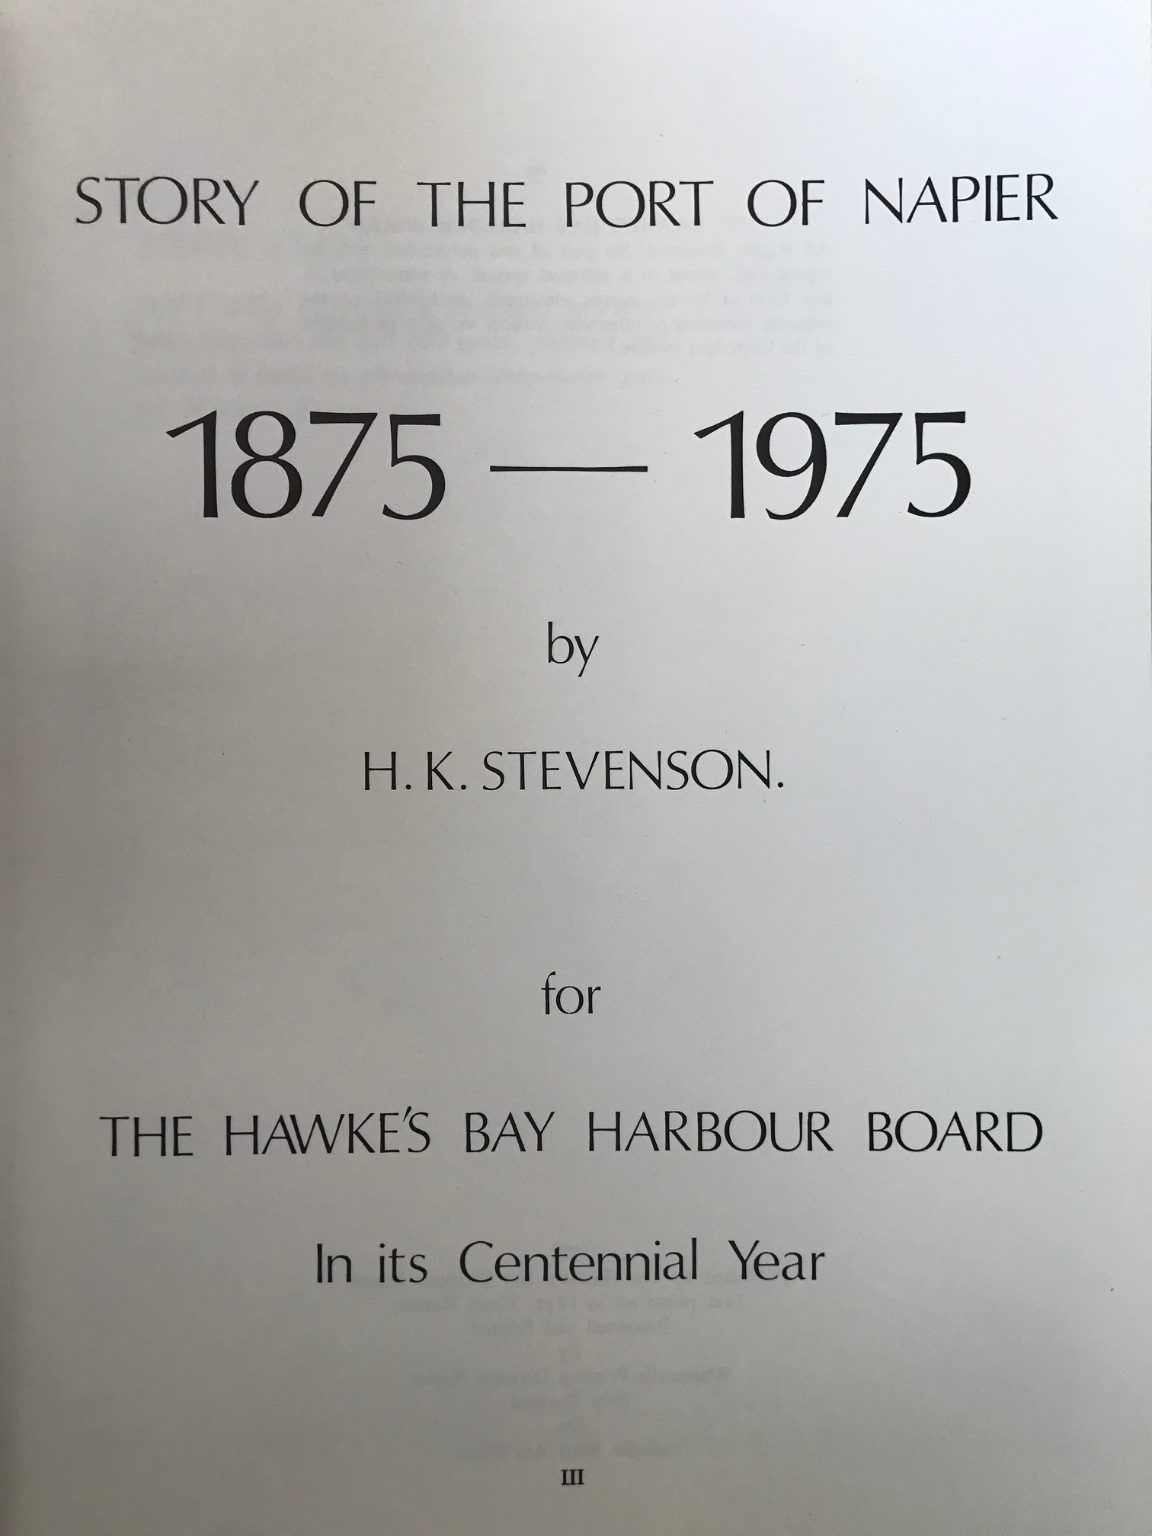 STORY OF THE PORT OF NAPIER
1875 — 1975
by
H. K. STEVENSON.
for
THE HAWKE'S BAY HARBOUR BOARD
In its Centennial Year
III